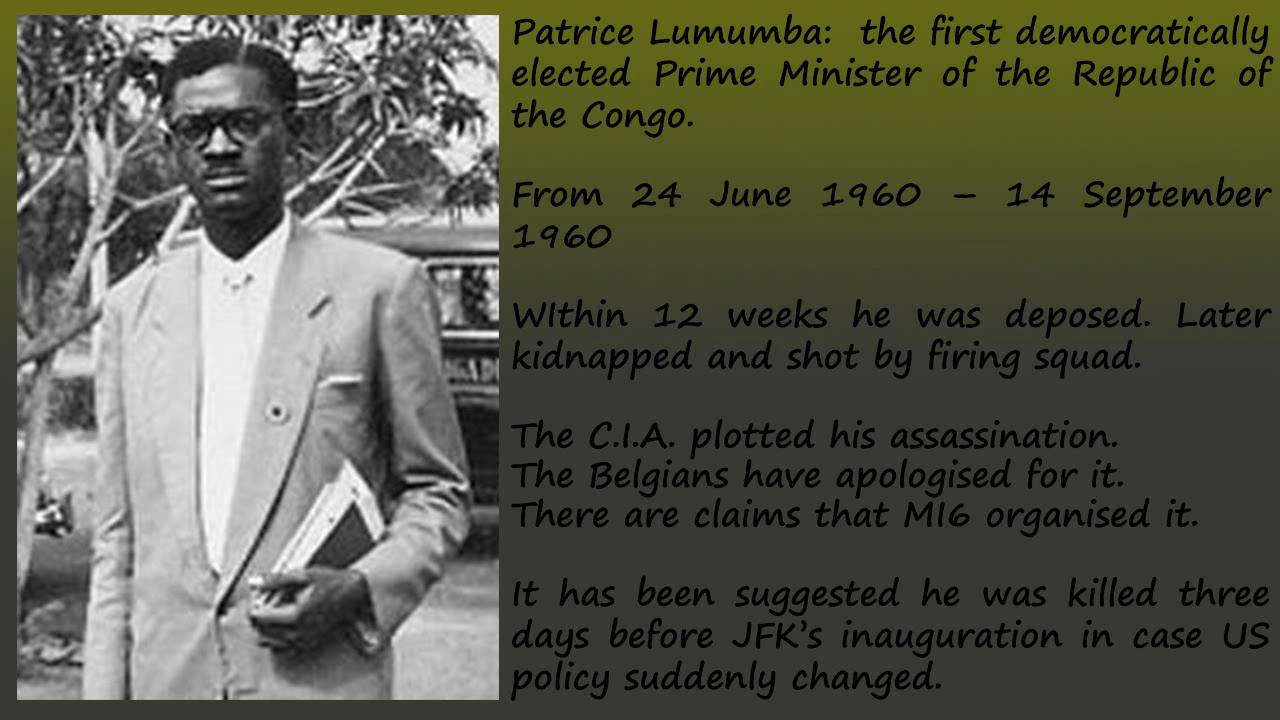 Patrice Lumumba: the first democratically
elected Prime Minister of the Republic of
the Congo.
From 24 June 1960 – 14 September
1960
WIthin 12 weeks he was deposed. Later
kidnapped and shot by firing squad.
The C.I.A. plotted his assassination.
The Belgians have apologised for it.
There are claims that MI6 organised it.
It has been suggested he was killed three
days before JFK’s inauguration in case US
policy suddenly changed.